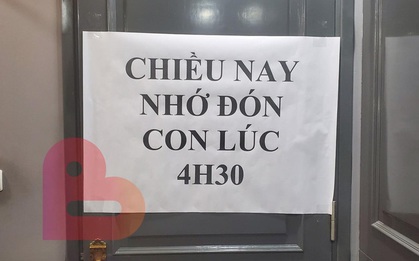 CHIỀU NAY
NHỚ ĐÓN
CON LÚC
4H30